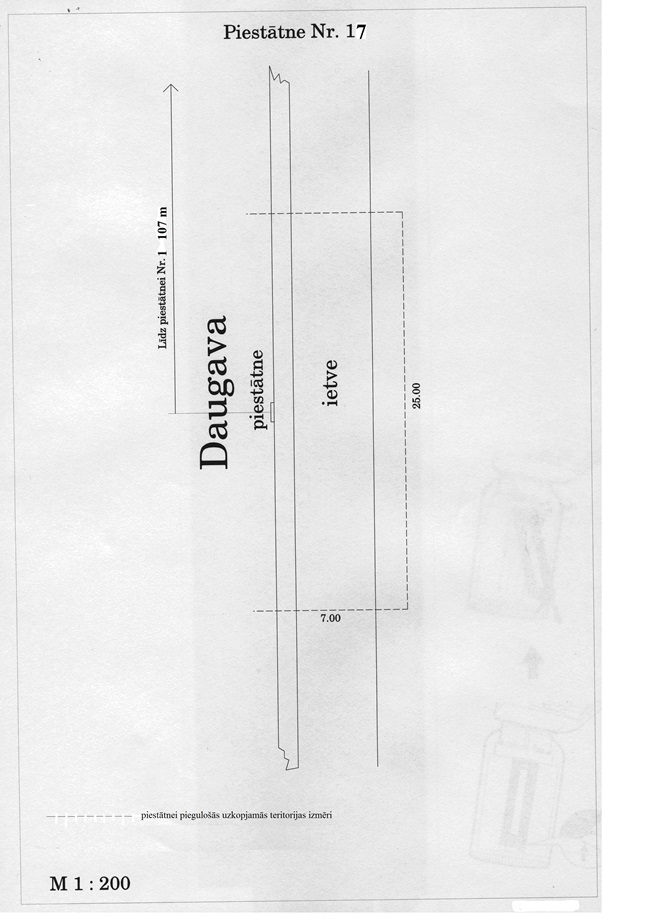 Piestātne Nr. 17
Līdz piestātnei Nr. 1 107 m
Daugava
piestātne
ietve
25.00
7.00
piestātnei piegulošās uzkopjamās teritorijas izmēri
M 1 : 200